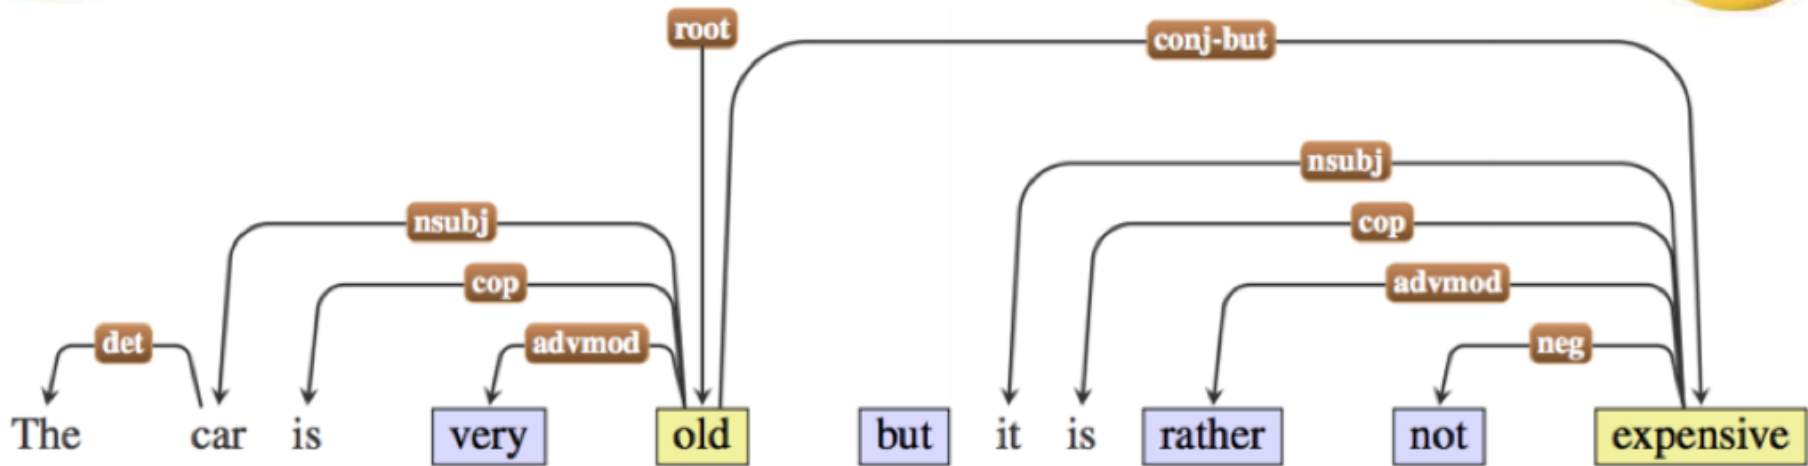 root
conj-but
nsubj
nsubj
cop
cop
advmod
det
advmod
neg
The car is very old but it is rather not expensive